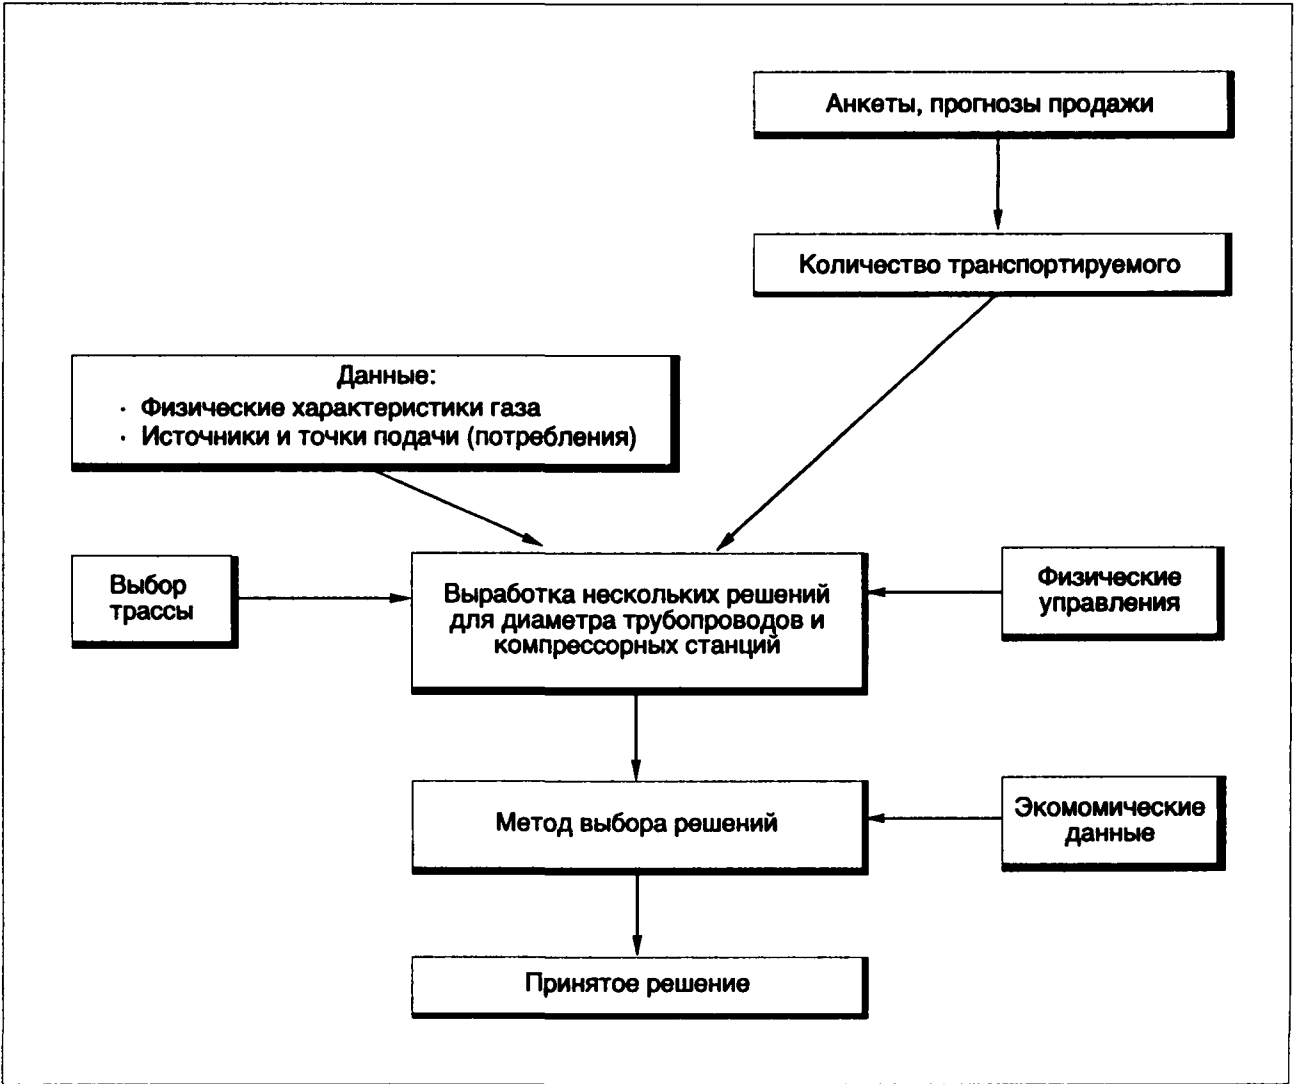 Анкеты, прогнозы продажи
Количество транспортируемого
Данные:
· Физические характеристики газа
· Источники и точки подачи (потребления)
Выбор
трассы
Выработка нескольких решений
для диаметра трубопроводов и
компрессорных станций
Физические
управления
Метод выбора решений
Экомомические
данные
Принятое решение